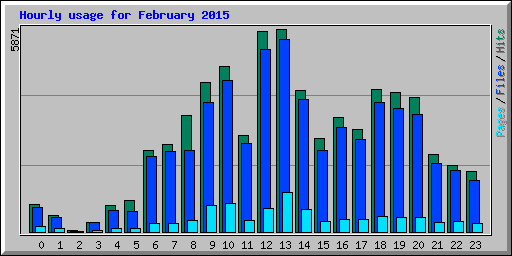 Hourly usage for February 2015
5871
Pages/Files/Hits
0 1 2 3 4 5 6 7 8 9 10 11 12 13 14 15 16 17 18 19 20 21 22 23